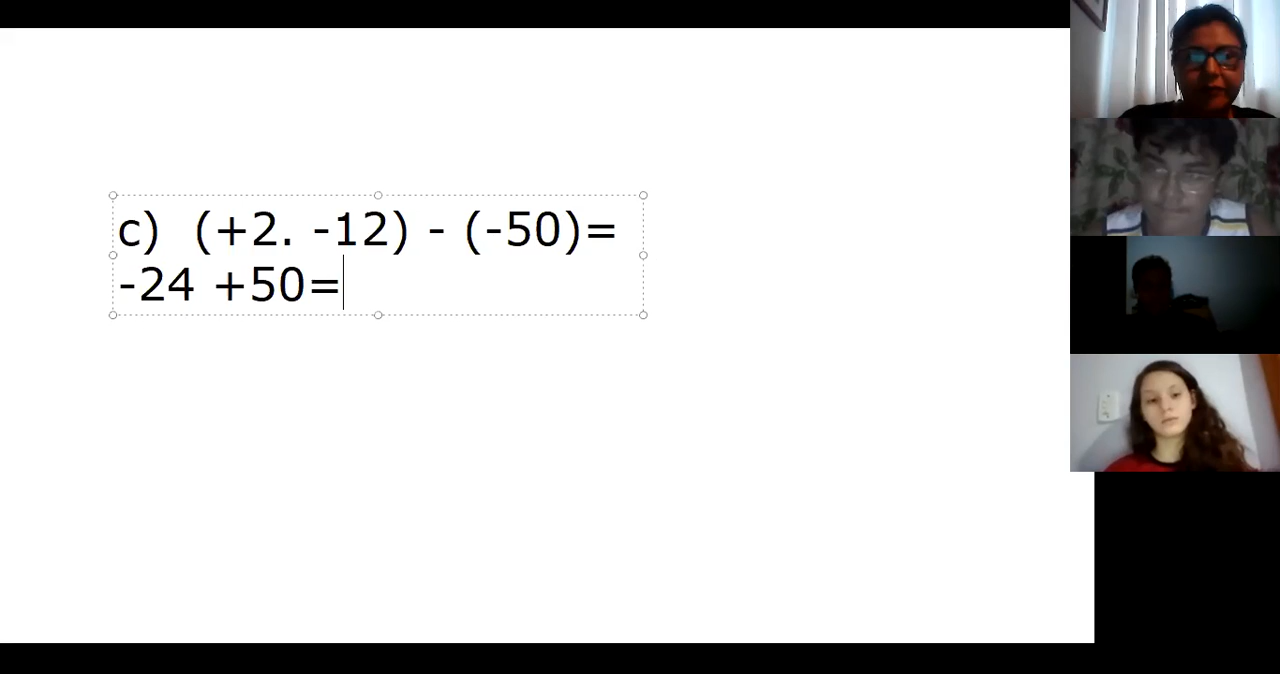 c)  (+2. -12) - (-50)=
-24 +50=